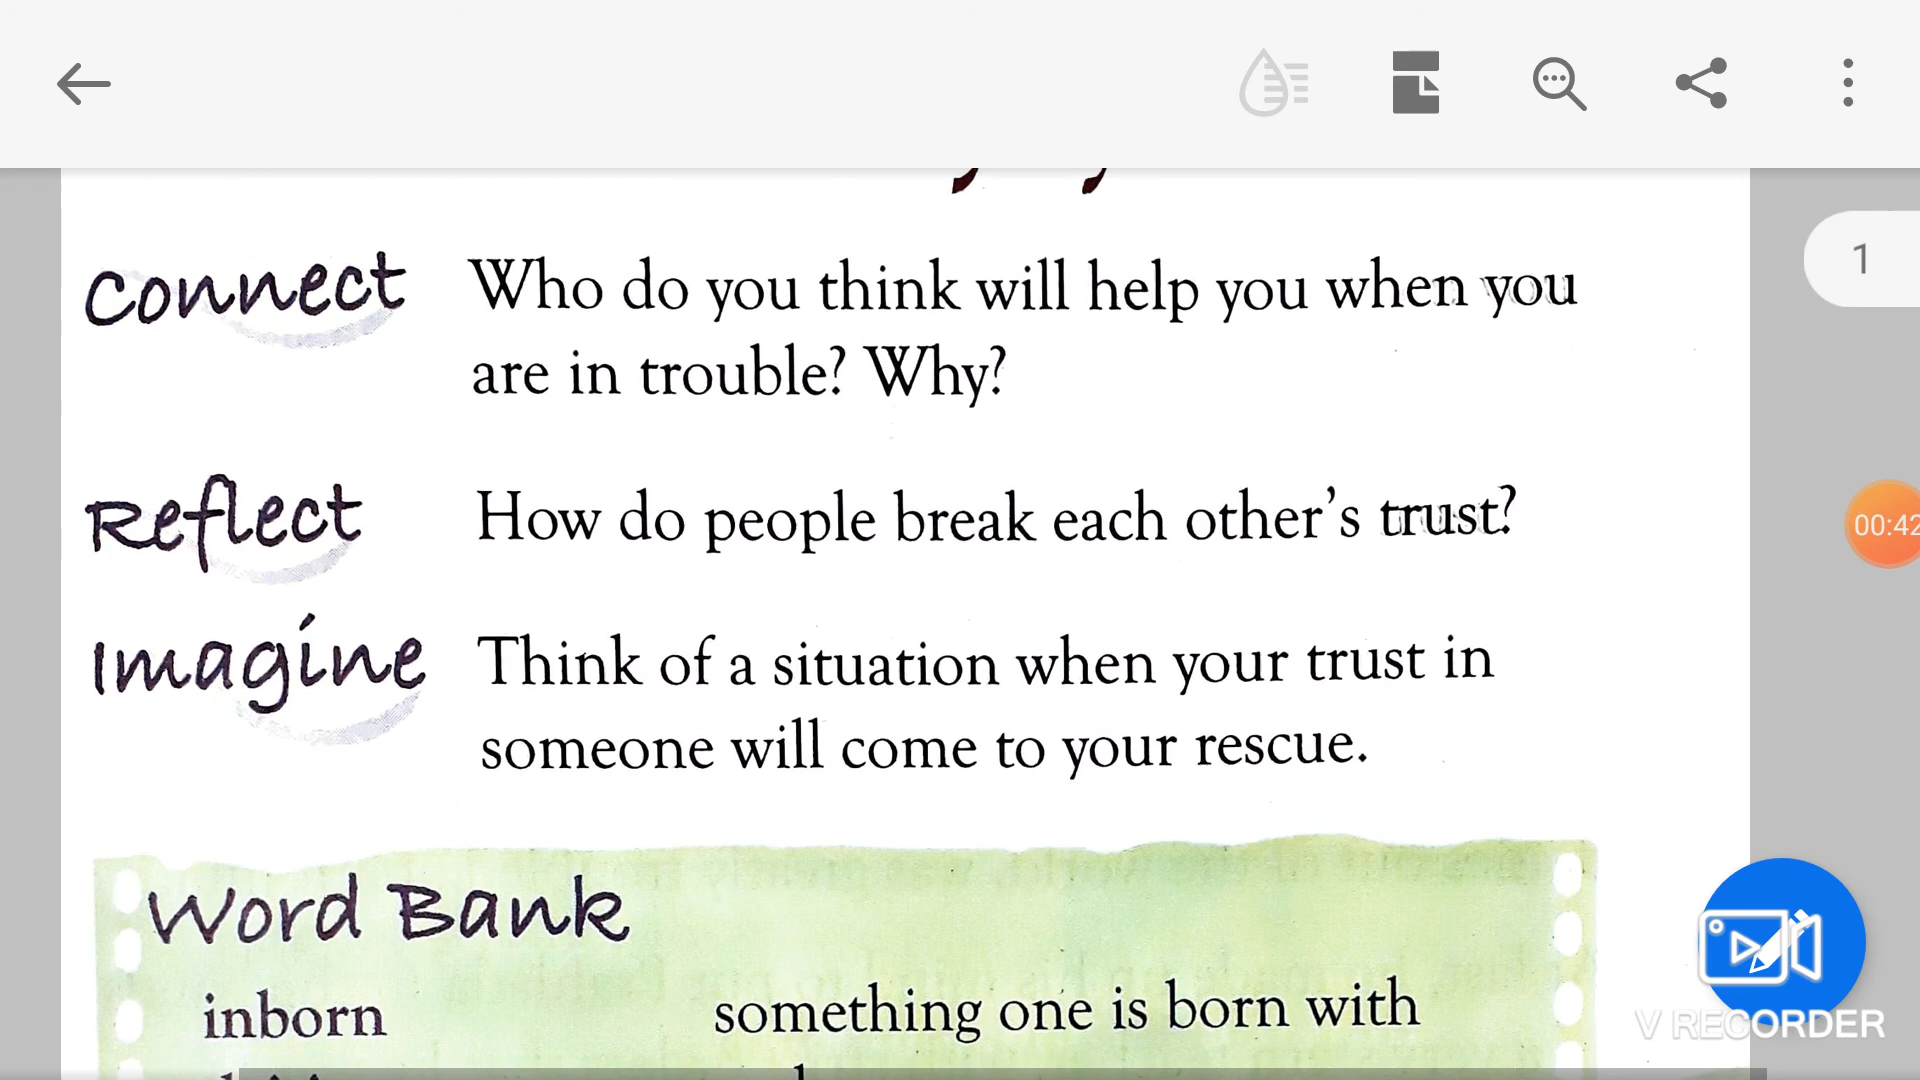 1
Connect Who do you think will help you when you
are in trouble? Why?
00:42
Reflect How do people break each other's trust?
Imagine Think of a situation when your trust in
someone will come to your rescue.
Word Bank
inborn something one is born with
V RECORDER